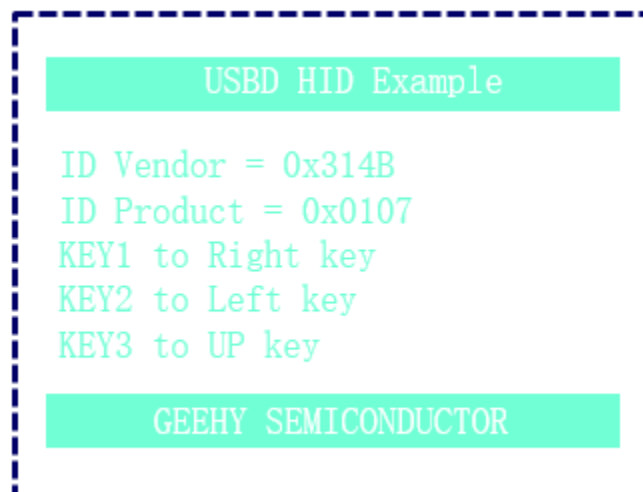 USBD HID Example
ID Vendor = 0x314B
ID Product = 0x0107
KEY1 to Right key
KEY2 to Left key
KEY3 to UP key
GEEHY SEMICONDUCTOR